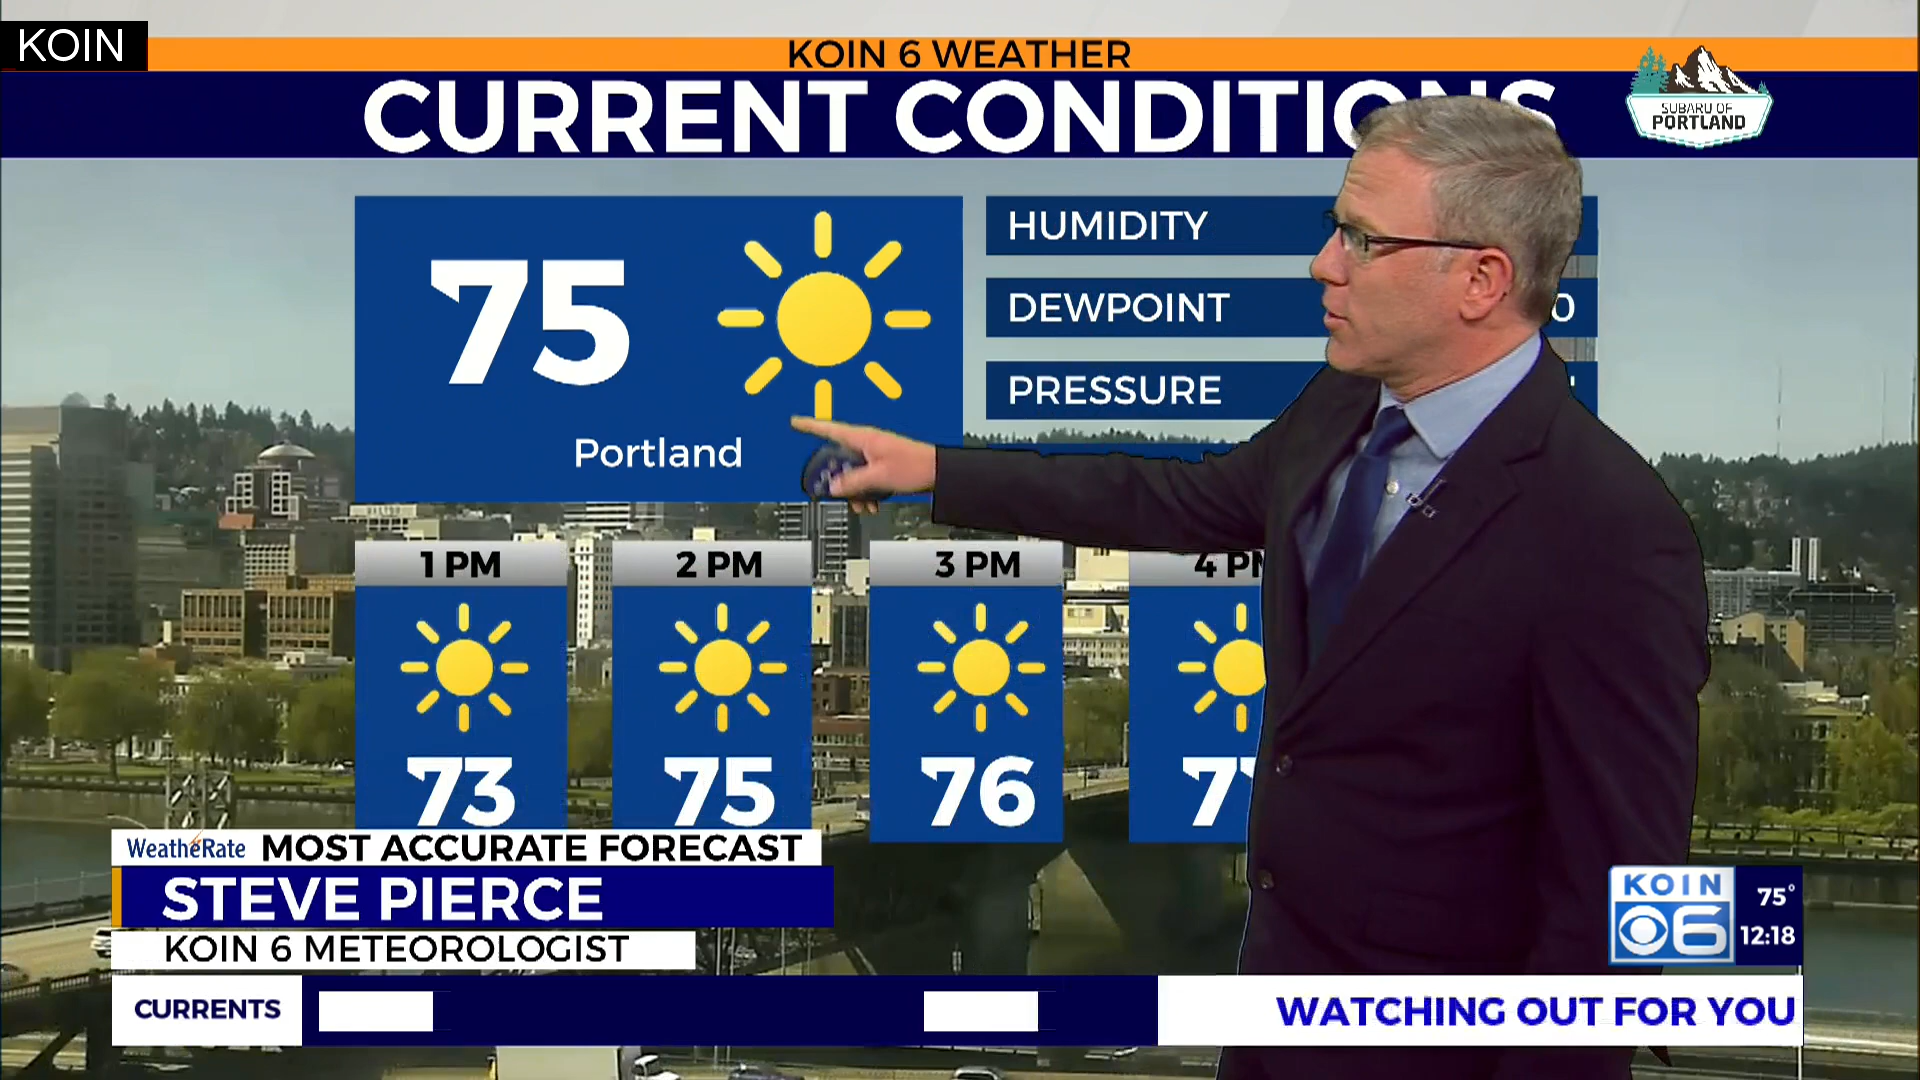 KOIN
KOIN 6 WEATHER
CURRENT CONDITIONS
SUBARU OF
PORTLAND
75
Portland
HUMIDITY
DEWPOINT
PRESSURE
1 PM
2 PM
3 PM
73
75
76
WeatheRate MOST ACCURATE FORECAST
STEVE PIERCE
KOIN 6 METEOROLOGIST
KOIN
6
75°
12:18
CURRENTS
WATCHING OUT FOR YOU